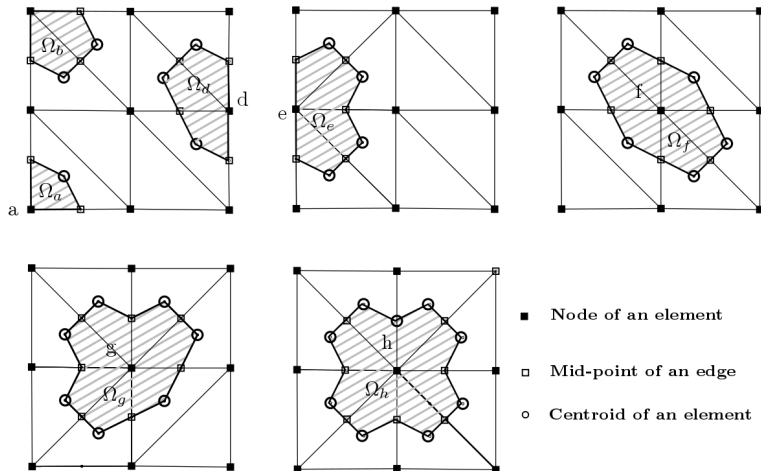 Ω_b
Ω_d
d
Ω_a
a
e
Ω_e
f
Ω_f
g
Ω_g
h
Ω_h
Node of an element
Mid-point of an edge
Centroid of an element